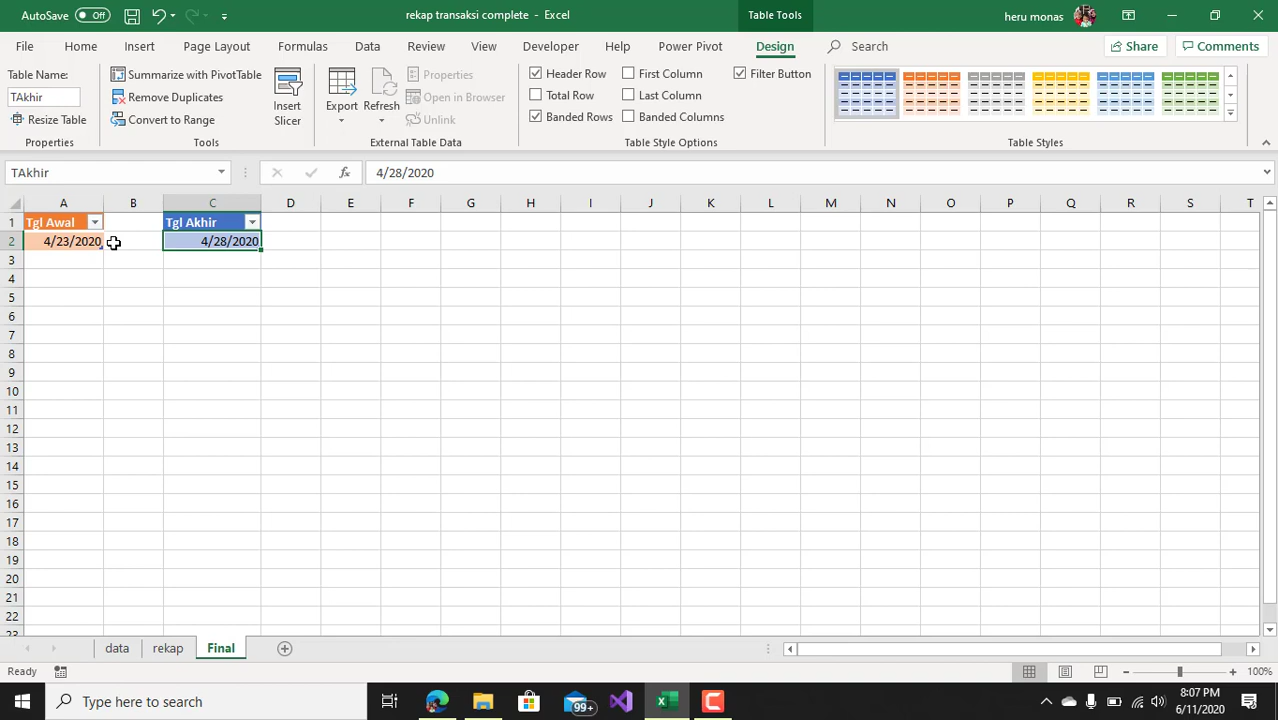 AutoSave Off rekap transaksi complete - Excel Table Tools heru monas
File Home Insert Page Layout Formulas Data Review View Developer Help Power Pivot Design Search Share Comments
Table Name: Summarize with PivotTable Properties Header Row First Column Filter Button
TAkhir Remove Duplicates Insert Slicer Export Refresh Open in Browser Total Row Last Column
Resize Table Convert to Range Unlink Banded Rows Banded Columns
Properties Tools External Table Data Table Style Options Table Styles
TAkhir fx 4/28/2020
A B C D E F G H I J K L M N O P Q R S T
1 Tgl Awal Tgl Akhir
2 4/23/2020 4/28/2020
3
4
5
6
7
8
9
10
11
12
13
14
15
16
17
18
19
20
21
22
23
data rekap Final
Ready 100%
Type here to search 99+ 8:07 PM
6/11/2020